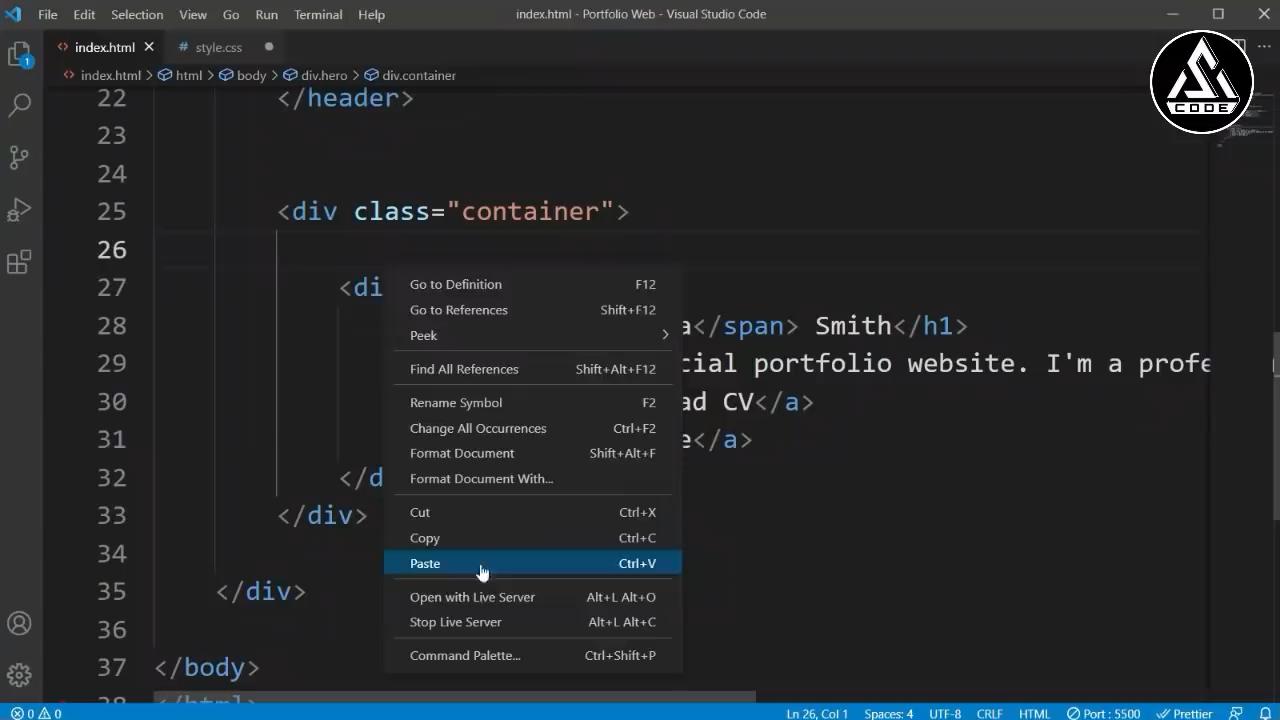 File Edit Selection View Go Run Terminal Help index.html - Portfolio Web - Visual Studio Code
index.html # style.css
index.html > html > body > div.hero > div.container
CODE
1
22 </header>
23
24
25 <div class="container">
26
27 <di
28 a</span> Smith</h1>
29 cial portfolio website. I'm a profe
30 ad CV</a>
31 e</a>
32 </d
33 </div>
34
35 </div>
36
37 </body>
38 </html>
Go to Definition F12
Go to References Shift+F12
Peek >
Find All References Shift+Alt+F12
Rename Symbol F2
Change All Occurrences Ctrl+F2
Format Document Shift+Alt+F
Format Document With...
Cut Ctrl+X
Copy Ctrl+C
Paste Ctrl+V
Open with Live Server Alt+L Alt+O
Stop Live Server Alt+L Alt+C
Command Palette... Ctrl+Shift+P
0 0 Ln 26, Col 1 Spaces: 4 UTF-8 CRLF HTML Port : 5500 Prettier